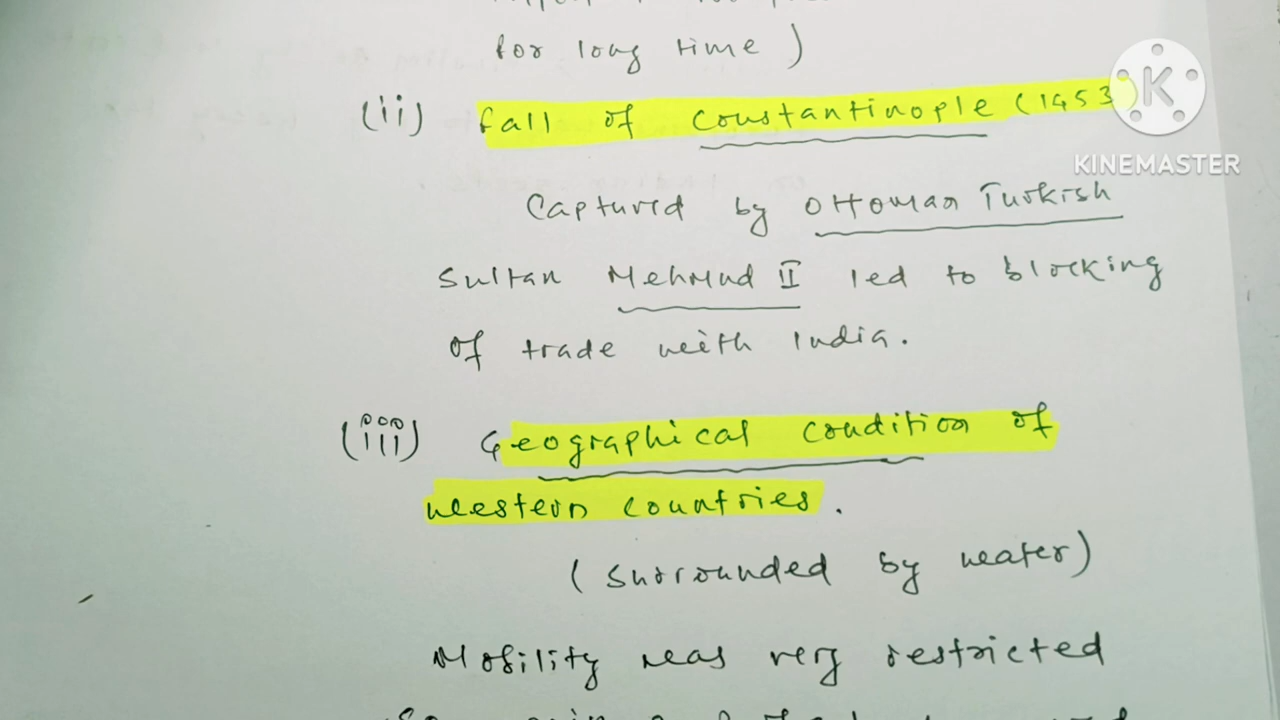 for long time)
(ii) fall of Constantinople (1453)
K
KINEMASTER
Captured by Ottoman Turkish
Sultan Mehmud II led to blocking
of trade with India.
(iii) Geographical condition of
western countries.
(surrounded by water)
Mobility was very restricted